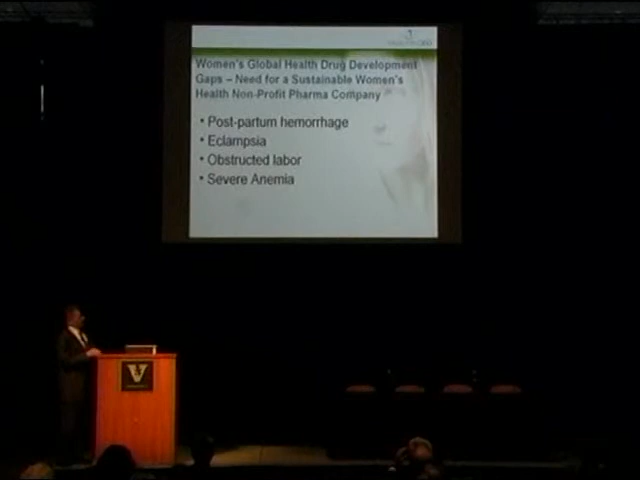 Women's Global Health Drug Development
Gaps – Need for a Sustainable Women's
Health Non-Profit Pharma Company
• Post-partum hemorrhage
• Eclampsia
• Obstructed labor
• Severe Anemia
V